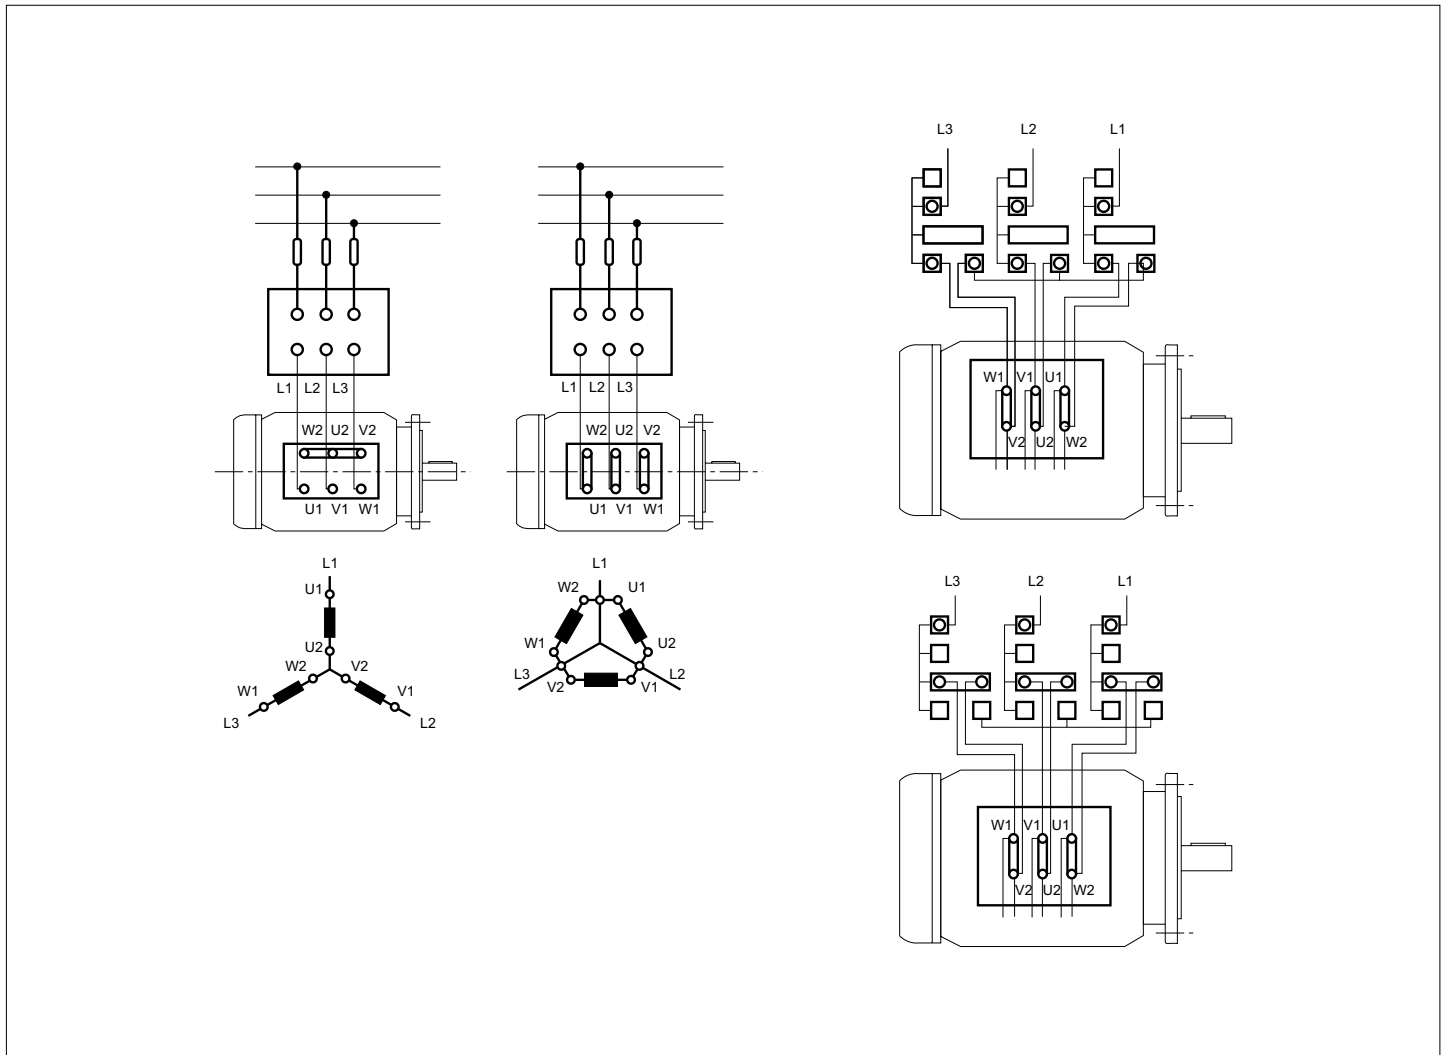 L1 L2 L3
W2 U2 V2
U1 V1 W1
L1
U1
U2
W2 V2
W1 V1
L3 L2
L1 L2 L3
W2 U2 V2
U1 V1 W1
L1
W2 U1
W1 U2
L3 L2
V2 V1
L3 L2 L1
W1 V1 U1
V2 U2 W2
L3 L2 L1
W1 V1 U1
V2 U2 W2